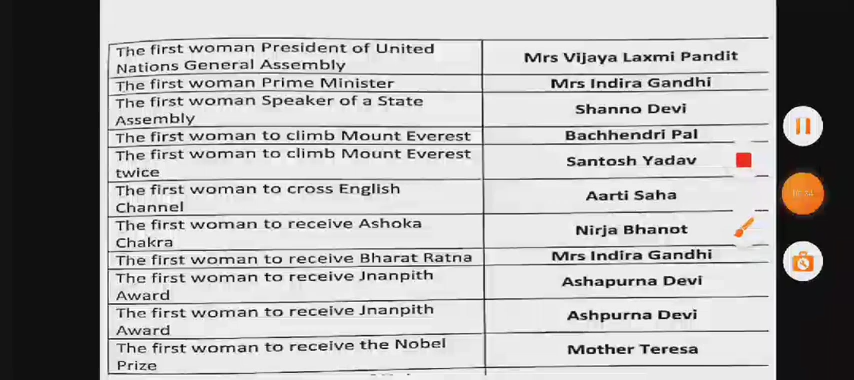 The first woman President of United
Nations General Assembly
Mrs Vijaya Laxmi Pandit
The first woman Prime Minister
Mrs Indira Gandhi
The first woman Speaker of a State
Assembly
Shanno Devi
The first woman to climb Mount Everest
Bachhendri Pal
The first woman to climb Mount Everest
twice
Santosh Yadav
The first woman to cross English
Channel
Aarti Saha
The first woman to receive Ashoka
Chakra
Nirja Bhanot
The first woman to receive Bharat Ratna
Mrs Indira Gandhi
The first woman to receive Jnanpith
Award
Ashapurna Devi
The first woman to receive Jnanpith
Award
Ashpurna Devi
The first woman to receive the Nobel
Prize
Mother Teresa